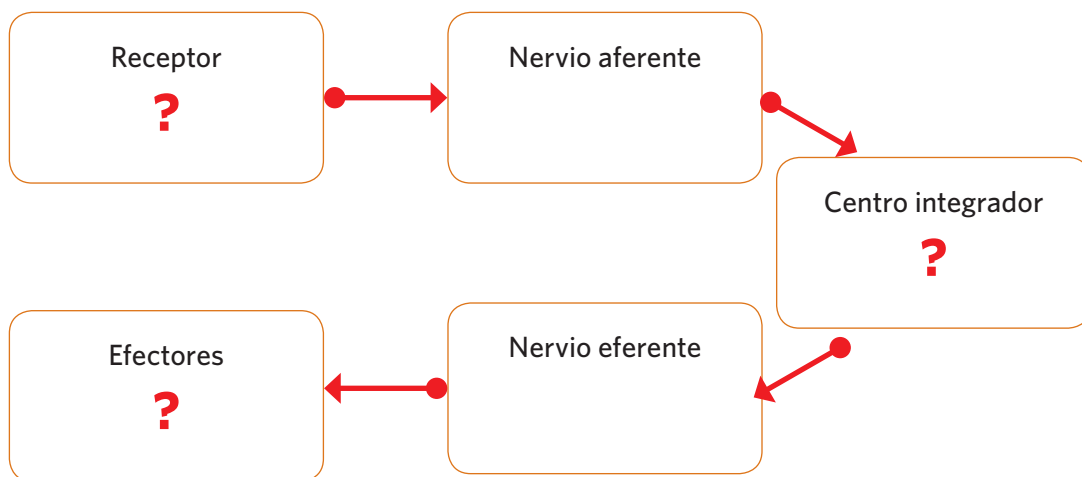 Receptor
?
Nervio aferente
Centro integrador
?
Nervio eferente
Efectores
?